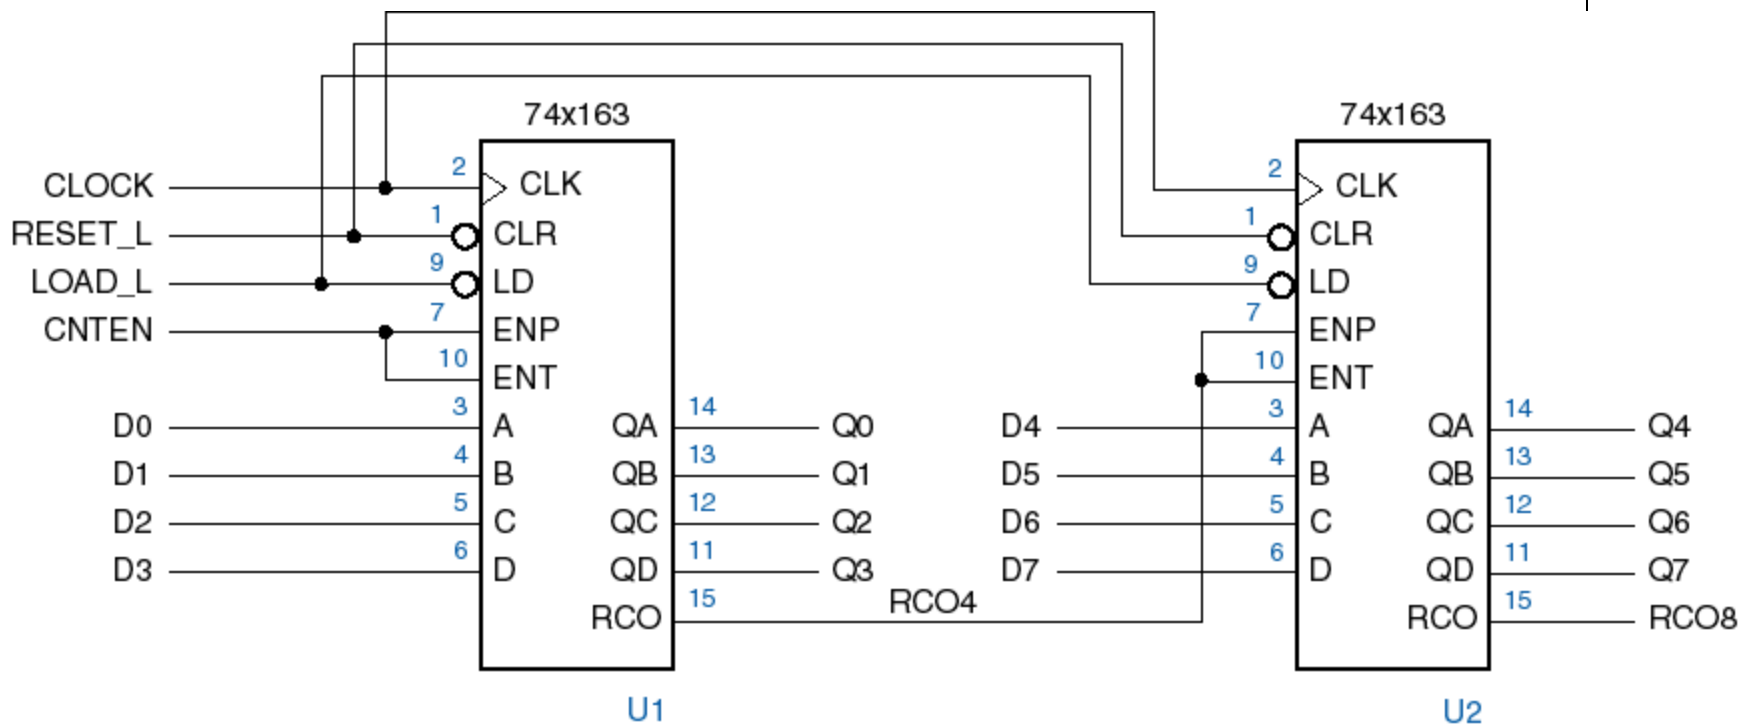 74x163
74x163
CLOCK
2
CLK
2
CLK
RESET_L
1
CLR
1
CLR
LOAD_L
9
LD
9
LD
CNTEN
7
ENP
7
ENP
10
ENT
10
ENT
D0
3
A
QA
14
Q0
D4
3
A
QA
14
Q4
D1
4
B
QB
13
Q1
D5
4
B
QB
13
Q5
D2
5
C
QC
12
Q2
D6
5
C
QC
12
Q6
D3
6
D
QD
11
Q3
D7
6
D
QD
11
Q7
RCO
15
RCO4
RCO
15
RCO8
U1
U2